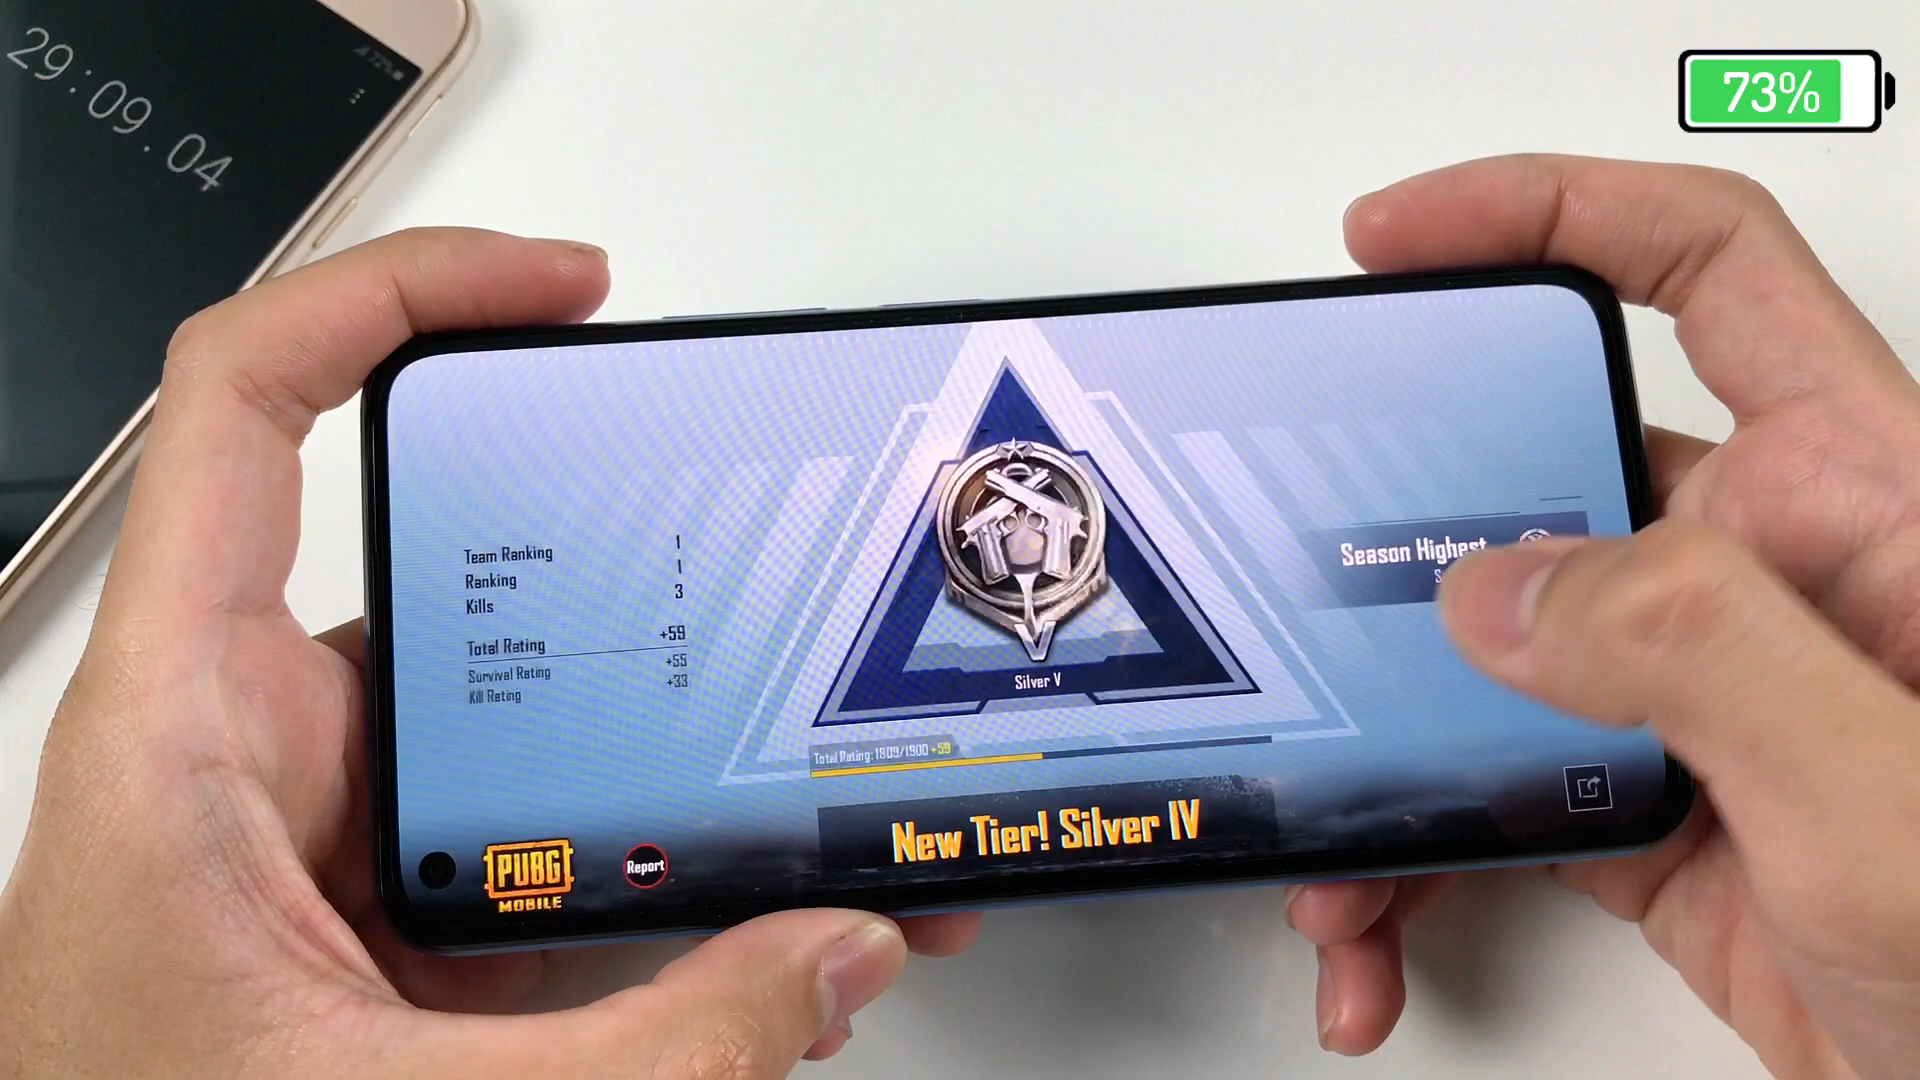 29:09.04
72%
73%
Team Ranking 1
Ranking 1
Kills 3
Total Rating +59
Survival Rating +55
Kill Rating +33
Season Highest
Silver V
Total Rating: 1809/1900 +59
New Tier! Silver IV
PUBG
MOBILE
Report